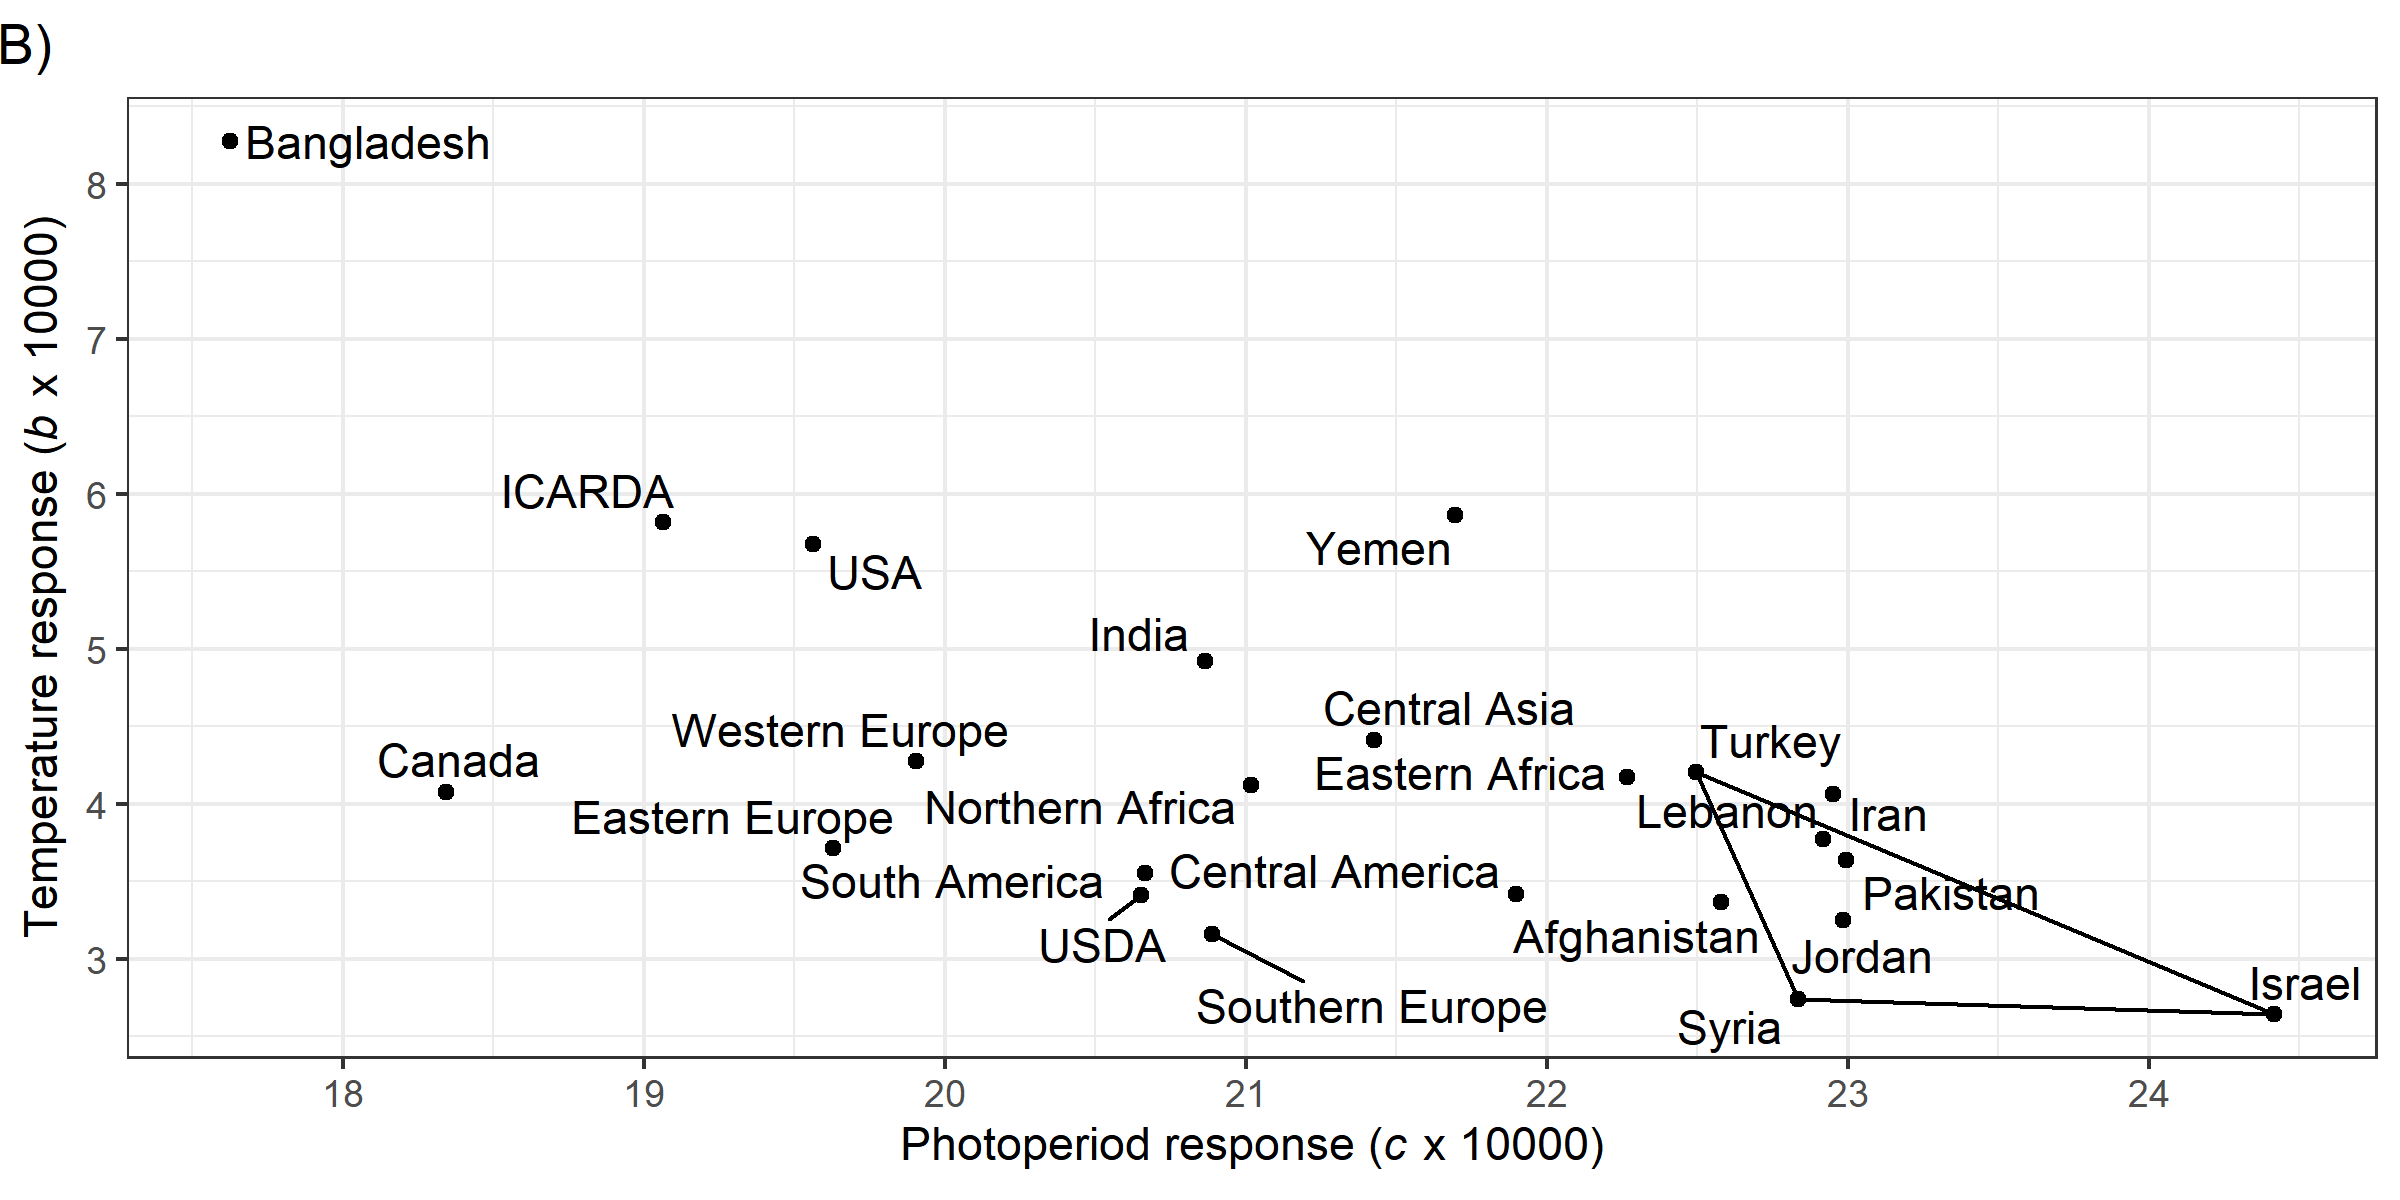 B)
Bangladesh
8
7
ICARDA
6
Yemen
USA
India
5
Central Asia
Western Europe
Turkey
Canada
Eastern Africa
4
Northern Africa
Lebanon
Iran
Eastern Europe
South America
Central America
Pakistan
Afghanistan
USDA
Jordan
3
Israel
Southern Europe
Syria
18 19 20 21 22 23 24
Photoperiod response (c x 10000)
Temperature response (b x 10000)